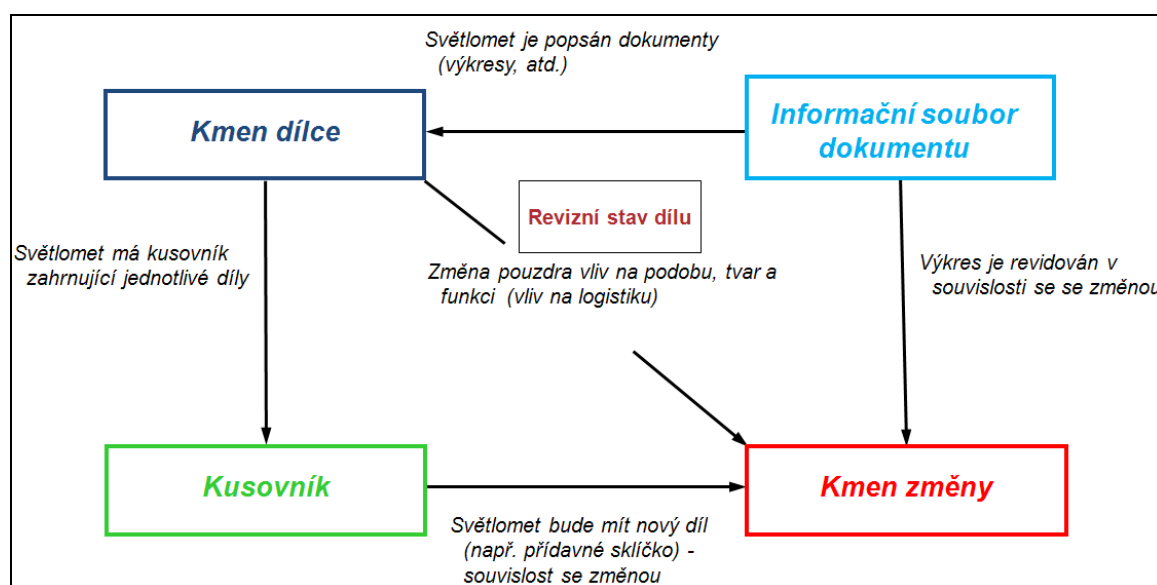 Světlomet je popsán dokumenty
(výkresy, atd.)
Kmen dílce
Informační soubor
dokumentu
Revizní stav dílu
Světlomet má kusovník
zahrnující jednotlivé díly
Změna pouzdra vliv na podobu, tvar a
funkci (vliv na logistiku)
Výkres je revidován v
souvislosti se se změnou
Kusovník
Kmen změny
Světlomet bude mít nový díl
(např. přídavné sklíčko) -
souvislost se změnou